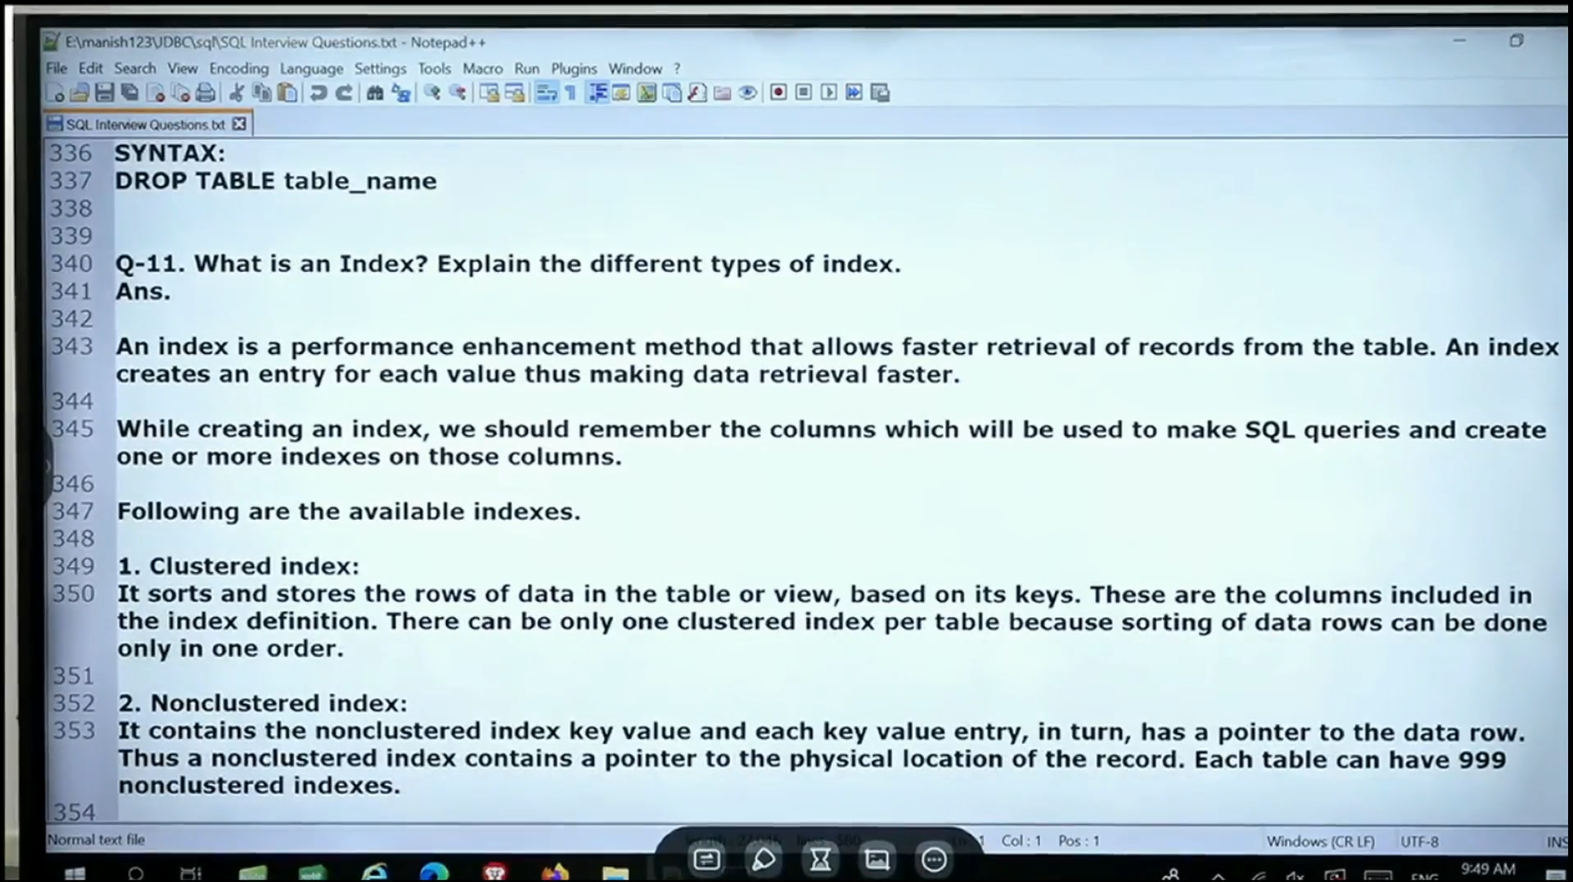 E:\manish123\JDBC\sql\SQL Interview Questions.txt - Notepad++
File Edit Search View Encoding Language Settings Tools Macro Run Plugins Window ?
SQL Interview Questions.txt
336 SYNTAX:
337 DROP TABLE table_name
338
339
340 Q-11. What is an Index? Explain the different types of index.
341 Ans.
342
343 An index is a performance enhancement method that allows faster retrieval of records from the table. An index
creates an entry for each value thus making data retrieval faster.
344
345 While creating an index, we should remember the columns which will be used to make SQL queries and create
one or more indexes on those columns.
346
347 Following are the available indexes.
348
349 1. Clustered index:
350 It sorts and stores the rows of data in the table or view, based on its keys. These are the columns included in
the index definition. There can be only one clustered index per table because sorting of data rows can be done
only in one order.
351
352 2. Nonclustered index:
353 It contains the nonclustered index key value and each key value entry, in turn, has a pointer to the data row.
Thus a nonclustered index contains a pointer to the physical location of the record. Each table can have 999
nonclustered indexes.
354
Normal text file Col : 1 Pos : 1 Windows (CR LF) UTF-8 INS
ENG 9:49 AM